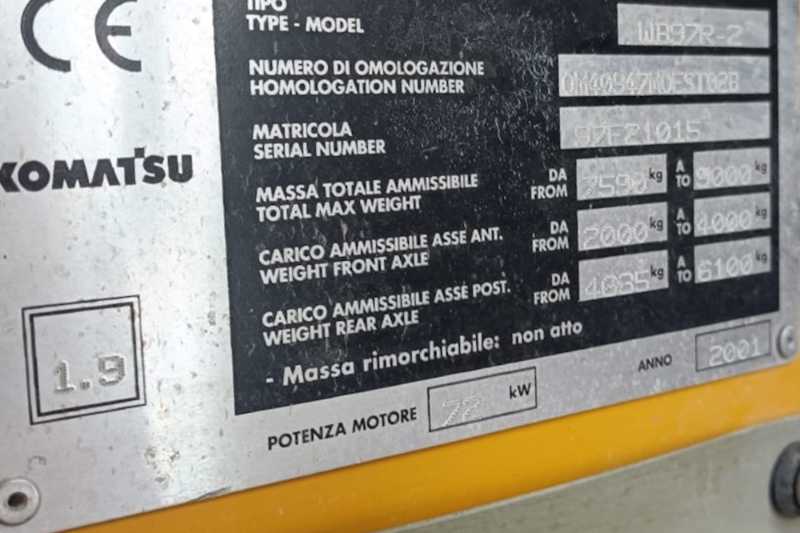 CE
TIPO
TYPE - MODEL WB97R-2
NUMERO DI OMOLOGAZIONE
HOMOLOGATION NUMBER
MATRICOLA
SERIAL NUMBER 97F21015
KOMATSU
MASSA TOTALE AMMISSIBILE DA A
TOTAL MAX WEIGHT FROM 7590 kg TO 9000 kg
CARICO AMMISSIBILE ASSE ANT. DA A
WEIGHT FRONT AXLE FROM 2000 kg TO 4000 kg
CARICO AMMISSIBILE ASSE POST. DA A
WEIGHT REAR AXLE FROM kg TO 6100 kg
- Massa rimorchiabile: non atto
1.9
POTENZA MOTORE 72 kW ANNO 2001